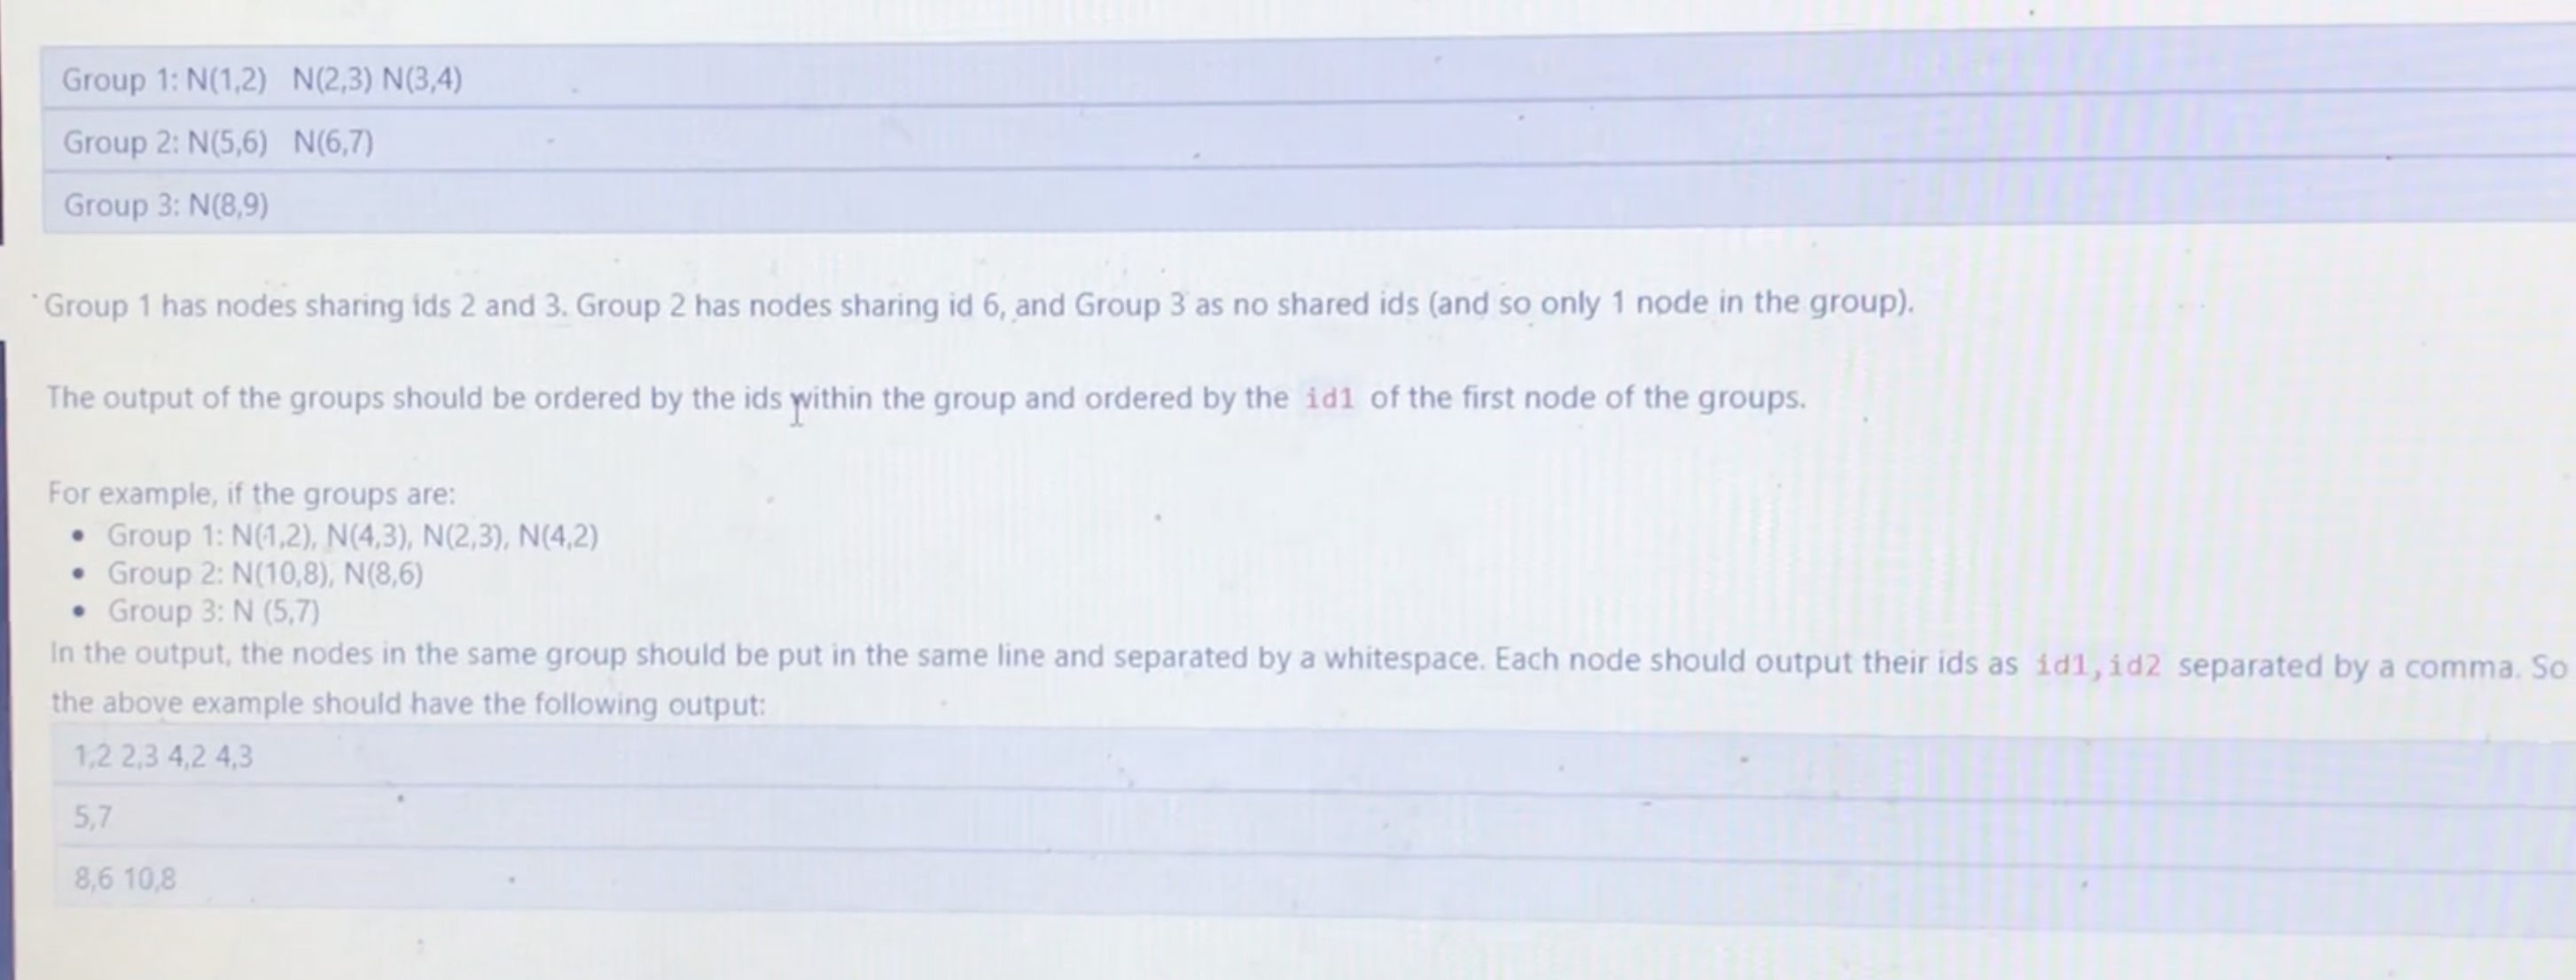 Group 1: N(1,2)   N(2,3) N(3,4)
Group 2: N(5,6)   N(6,7)
Group 3: N(8,9)
Group 1 has nodes sharing ids 2 and 3. Group 2 has nodes sharing id 6, and Group 3 as no shared ids (and so only 1 node in the group).
The output of the groups should be ordered by the ids within the group and ordered by the id1 of the first node of the groups.
For example, if the groups are:
• Group 1: N(1,2), N(4,3), N(2,3), N(4,2)
• Group 2: N(10,8), N(8,6)
• Group 3: N (5,7)
In the output, the nodes in the same group should be put in the same line and separated by a whitespace. Each node should output their ids as id1,id2 separated by a comma. So
the above example should have the following output:
1,2 2,3 4,2 4,3
5,7
8,6 10,8